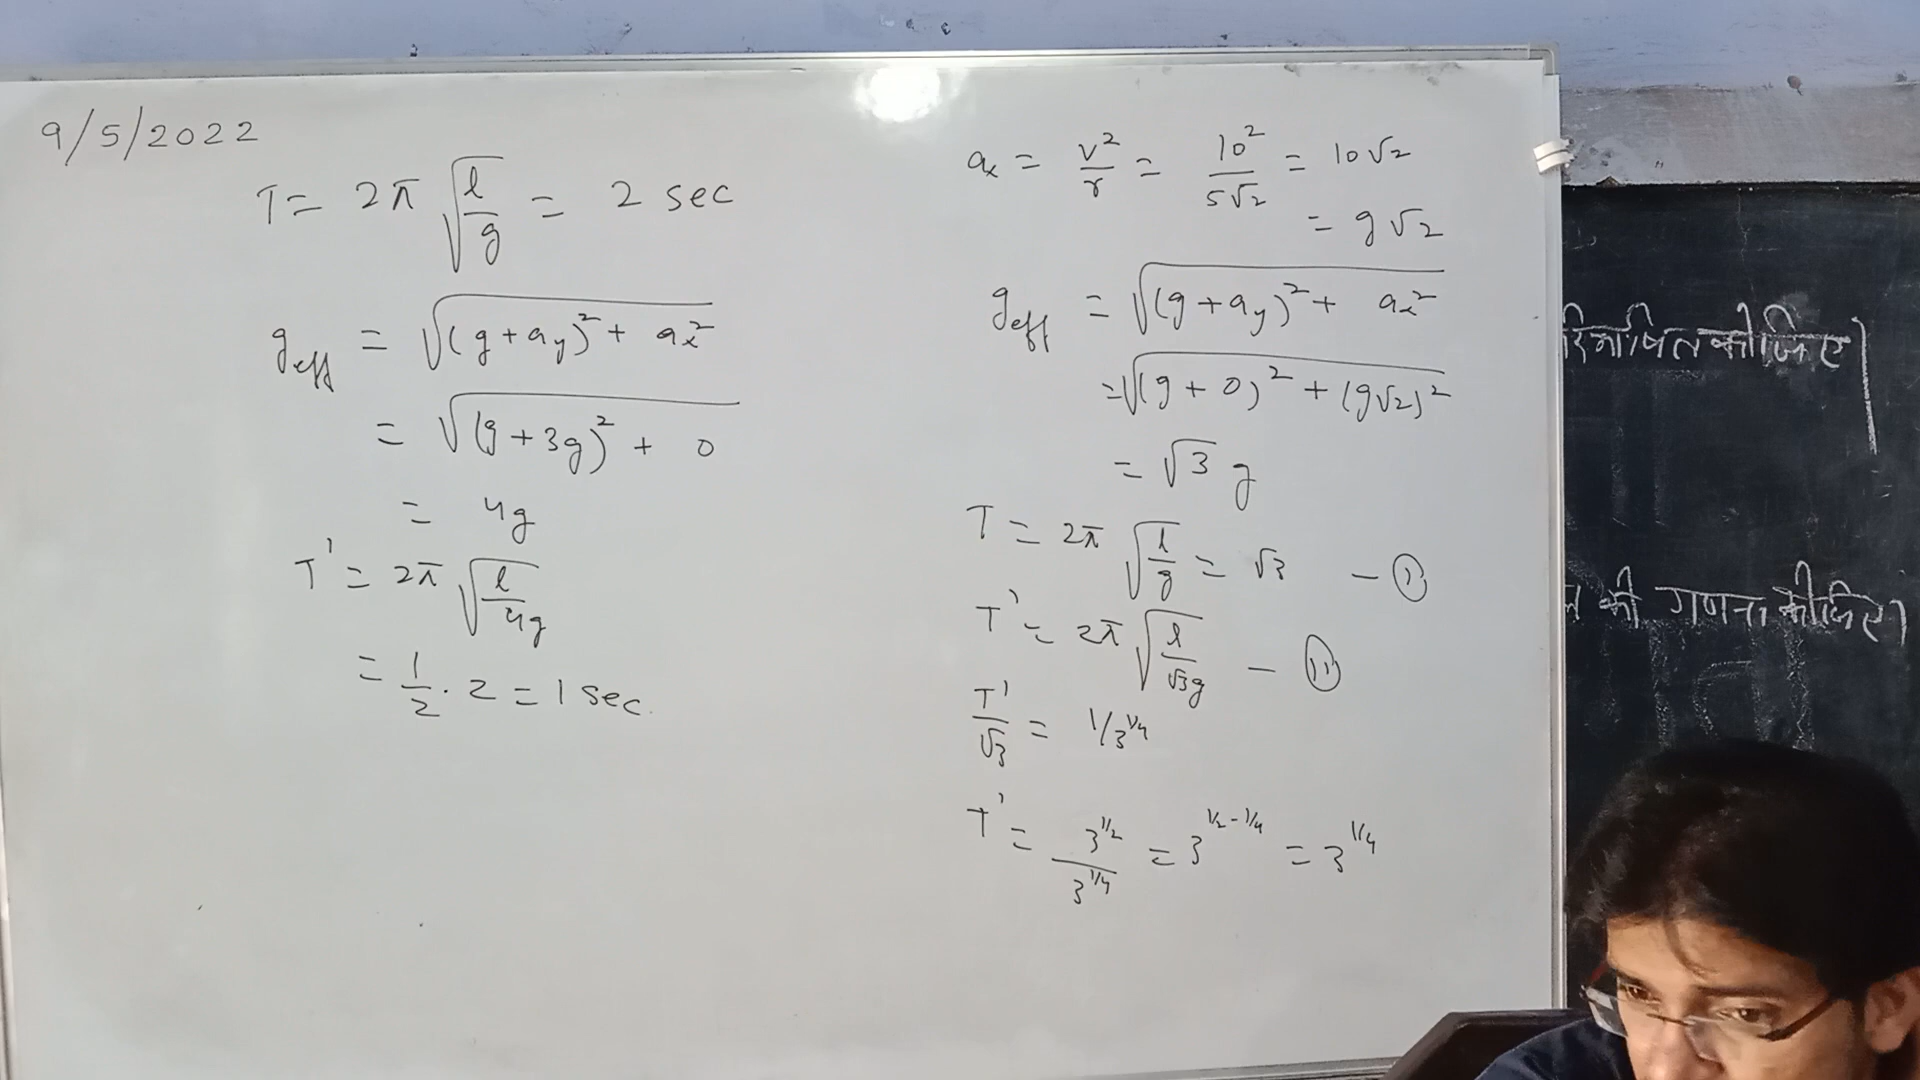 9/5/2022
T = 2π √(l/g) = 2 sec
g_eff = √((g + a_y)² + a_x²)
= √((g + 3g)² + 0)
= 4g
T' = 2π √(l/4g)
= 1/2 . 2 = 1 sec.
a_x = v²/r = 10²/5√2 = 10√2
= g√2
g_eff = √((g + a_y)² + a_x²)
= √((g + 0)² + (g√2)²)
= √3 g
T = 2π √(l/g) = √3 — (i)
T' = 2π √(l/√3g) — (ii)
T'/√3 = 1/3^1/4
T' = 3^1/2 / 3^1/4 = 3^1/2-1/4 = 3^1/4
कीजिए।
की गणना कीजिए।